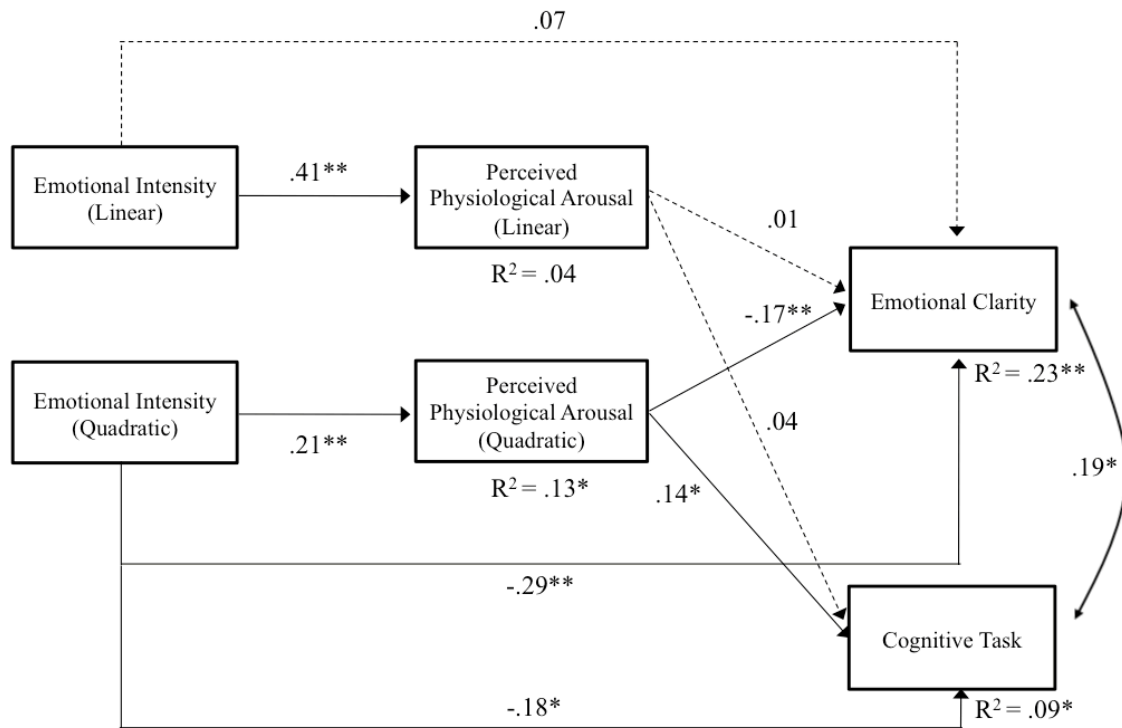 .07
Emotional Intensity
(Linear)
.41**
Perceived
Physiological Arousal
(Linear)
R² = .04
.01
Emotional Clarity
R² = .23**
-.17**
Emotional Intensity
(Quadratic)
.21**
Perceived
Physiological Arousal
(Quadratic)
R² = .13*
.04
.14*
.19*
-.29**
Cognitive Task
R² = .09*
-.18*